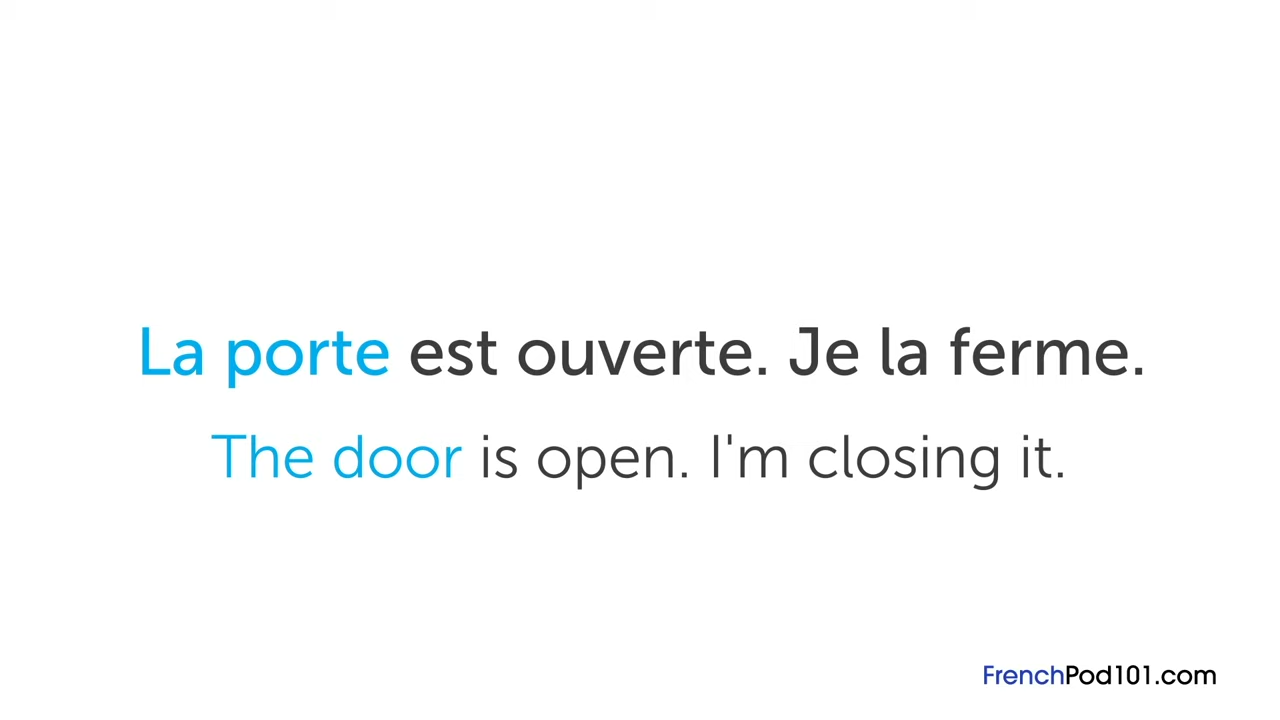 La porte est ouverte. Je la ferme.
The door is open. I'm closing it.
FrenchPod101.com